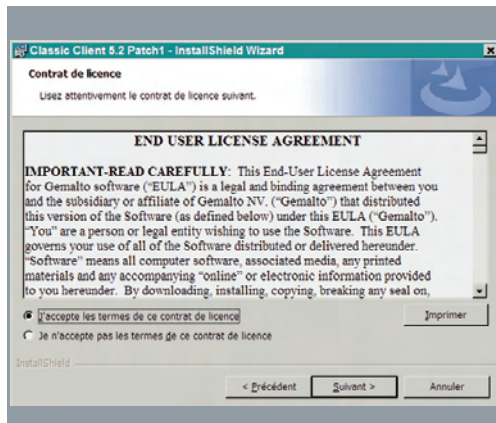 Classic Client 5.2 Patch1 - InstallShield Wizard
Contrat de licence
Lisez attentivement le contrat de licence suivant.
END USER LICENSE AGREEMENT
IMPORTANT-READ CAREFULLY: This End-User License Agreement
for Gemalto software (“EULA”) is a legal and binding agreement between you
and the subsidiary or affiliate of Gemalto NV. (“Gemalto”) that distributed
this version of the Software (as defined below) under this EULA (“Gemalto”).
“You” are a person or legal entity wishing to use the Software. This EULA
governs your use of all of the Software distributed or delivered hereunder.
“Software” means all computer software, associated media, any printed
materials and any accompanying “online” or electronic information provided
to you hereunder. By downloading, installing, copying, breaking any seal on,
J'accepte les termes de ce contrat de licence
Imprimer
Je n'accepte pas les termes de ce contrat de licence
InstallShield
< Précédent
Suivant >
Annuler